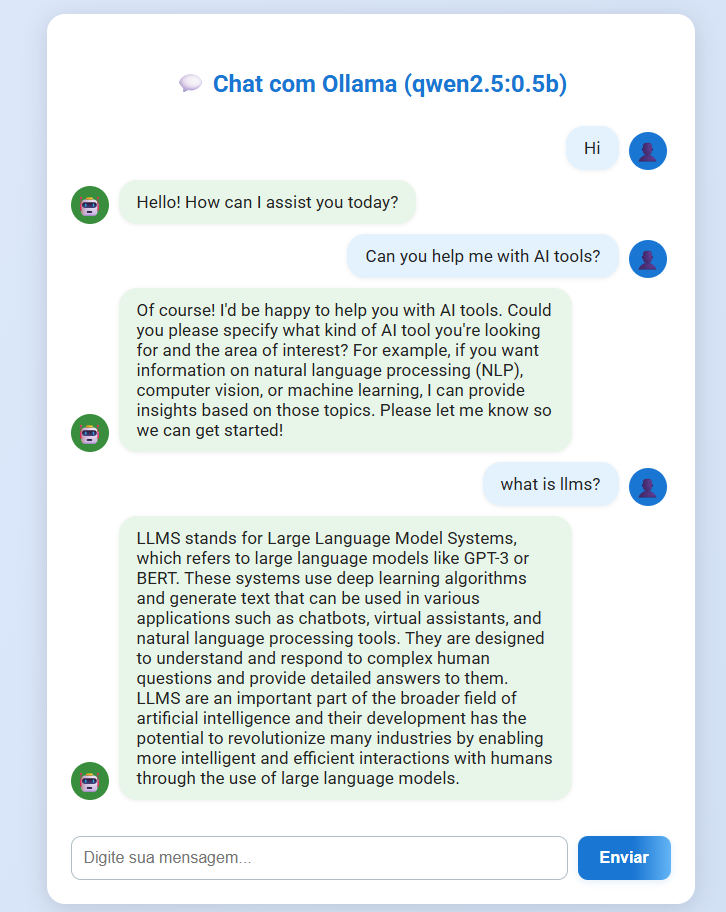 Chat com Ollama (qwen2.5:0.5b)
Hi
Hello! How can I assist you today?
Can you help me with AI tools?
Of course! I'd be happy to help you with AI tools. Could
you please specify what kind of AI tool you're looking
for and the area of interest? For example, if you want
information on natural language processing (NLP),
computer vision, or machine learning, I can provide
insights based on those topics. Please let me know so
we can get started!
what is llms?
LLMS stands for Large Language Model Systems,
which refers to large language models like GPT-3 or
BERT. These systems use deep learning algorithms
and generate text that can be used in various
applications such as chatbots, virtual assistants, and
natural language processing tools. They are designed
to understand and respond to complex human
questions and provide detailed answers to them.
LLMS are an important part of the broader field of
artificial intelligence and their development has the
potential to revolutionize many industries by enabling
more intelligent and efficient interactions with humans
through the use of large language models.
Digite sua mensagem...
Enviar